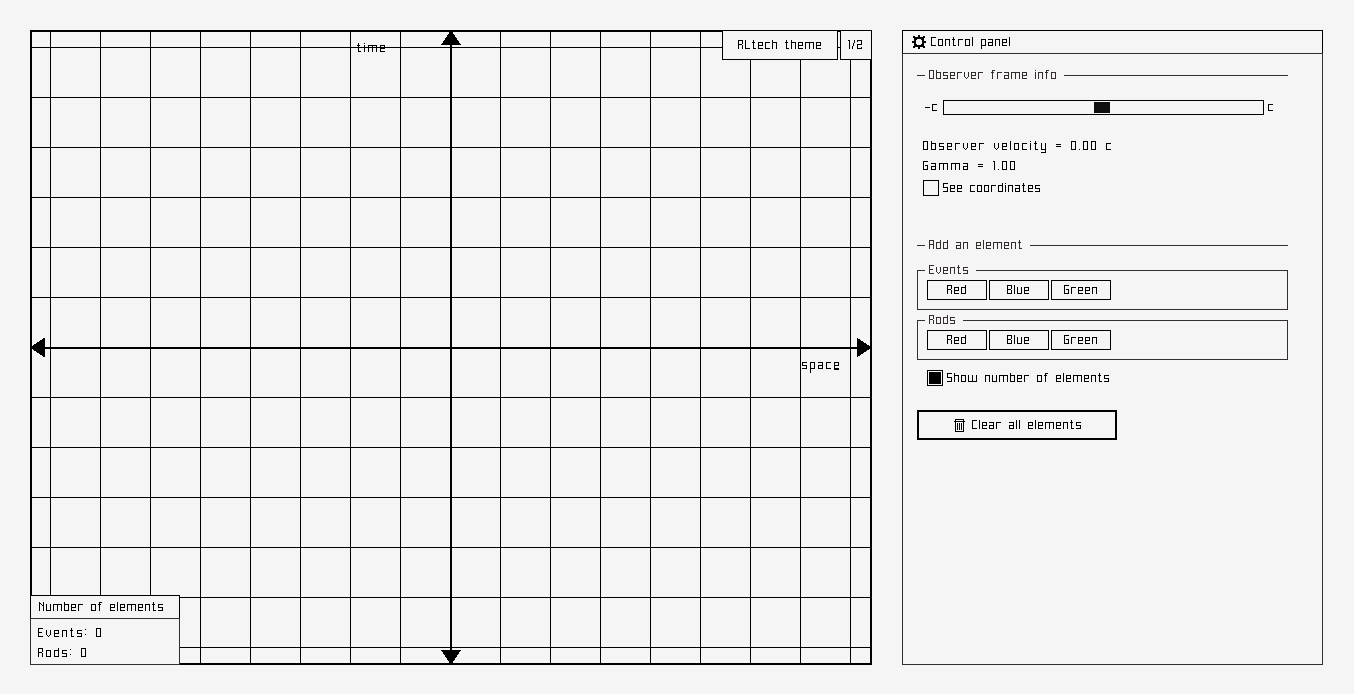 time
RLtech theme 1/2
space
Number of elements
Events: 0
Rods: 0
Control panel
Observer frame info
-c c
Observer velocity = 0.00 c
Gamma = 1.00
See coordinates
Add an element
Events
Red Blue Green
Rods
Red Blue Green
Show number of elements
Clear all elements